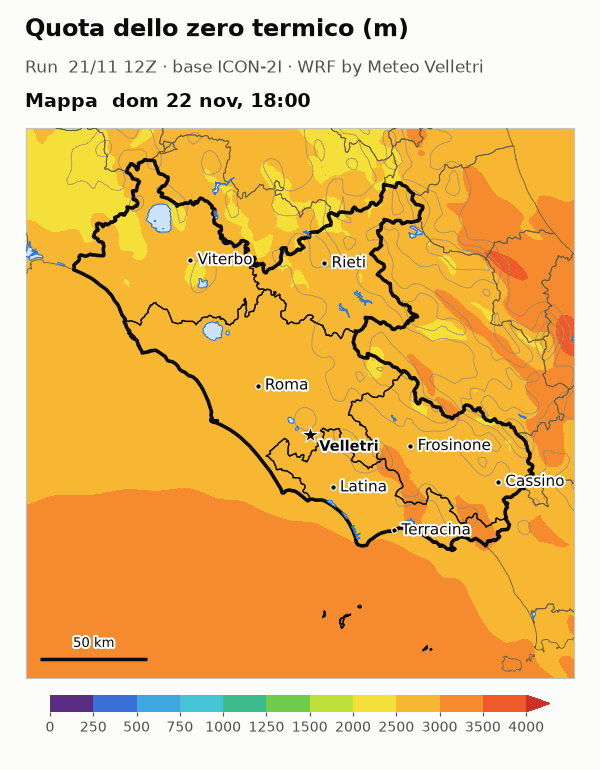 Quota dello zero termico (m)
Run  21/11 12Z · base ICON-2I · WRF by Meteo Velletri
Mappa  dom 22 nov, 18:00
Viterbo
Rieti
Roma
Velletri
Frosinone
Latina
Cassino
Terracina
50 km
0 250 500 750 1000 1250 1500 2000 2500 3000 3500 4000